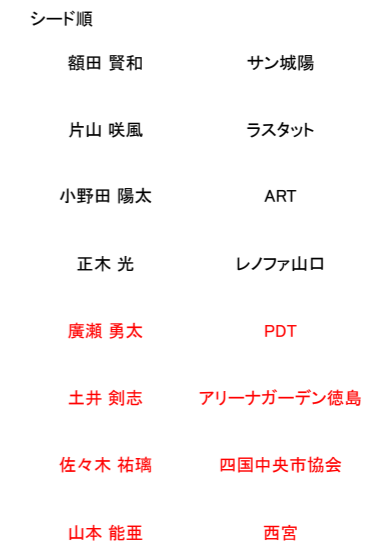 シード順
額田 賢和 サン城陽
片山 咲風 ラスタット
小野田 陽太 ART
正木 光 レノファ山口
廣瀬 勇太 PDT
土井 剣志 アリーナガーデン徳島
佐々木 祐璃 四国中央市協会
山本 能亜 西宮